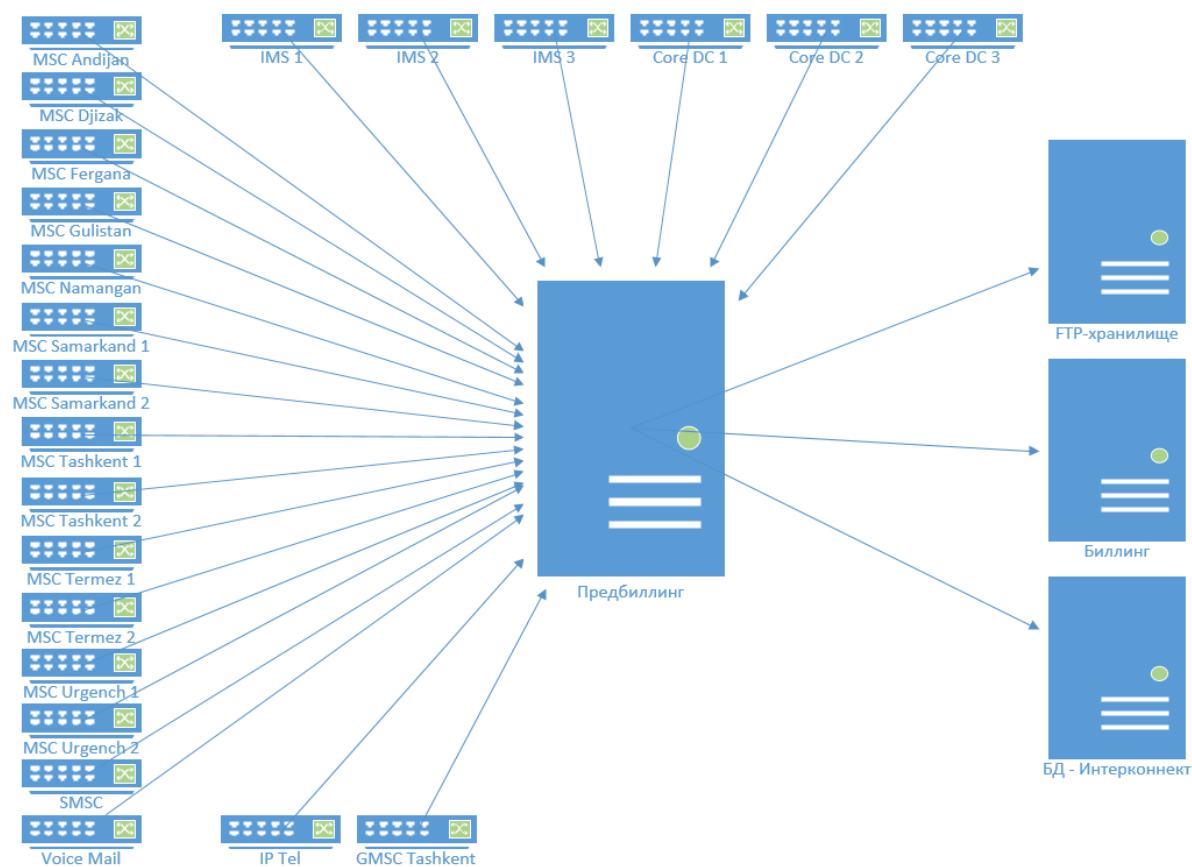 MSC Andijan
IMS 1
IMS 2
IMS 3
Core DC 1
Core DC 2
Core DC 3
MSC Djizak
MSC Fergana
MSC Gulistan
MSC Namangan
MSC Samarkand 1
MSC Samarkand 2
MSC Tashkent 1
MSC Tashkent 2
MSC Termez 1
MSC Termez 2
MSC Urgench 1
MSC Urgench 2
SMSC
Voice Mail
IP Tel
GMSC Tashkent
Предбиллинг
FTP-хранилище
Биллинг
БД - Интерконнект